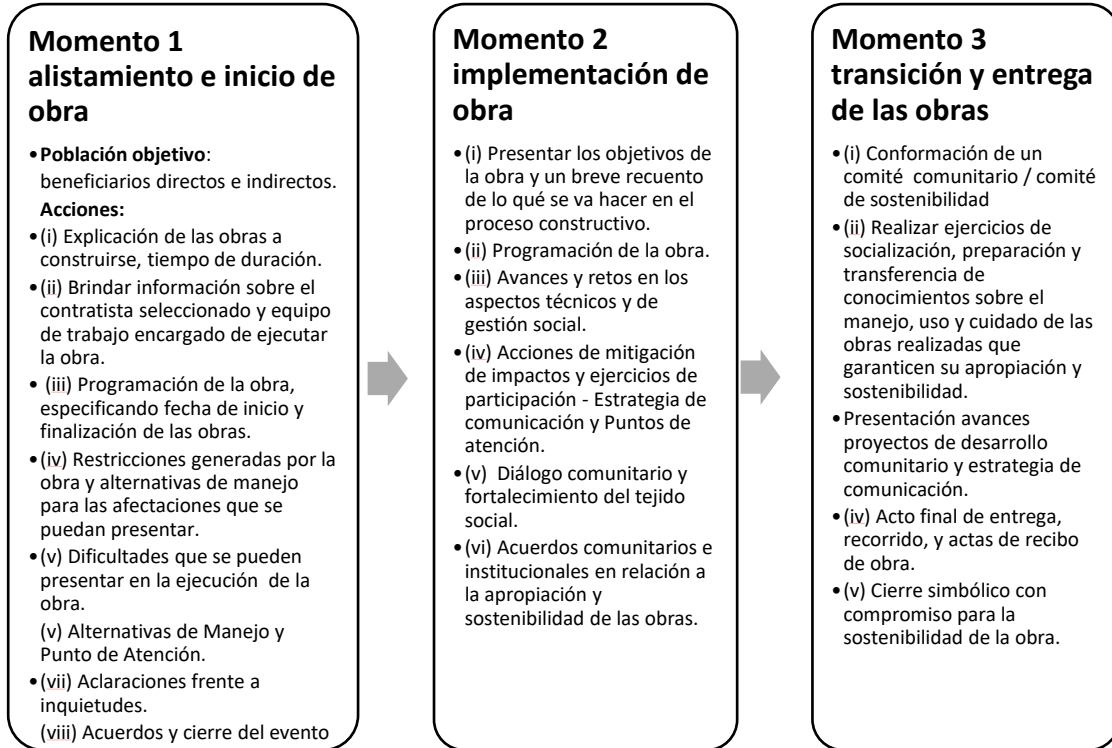 Momento 1
alistamiento e inicio de
obra
•Población objetivo:
beneficiarios directos e indirectos.
Acciones:
•(i) Explicación de las obras a
construirse, tiempo de duración.
•(ii) Brindar información sobre el
contratista seleccionado y equipo
de trabajo encargado de ejecutar
la obra.
• (iii) Programación de la obra,
especificando fecha de inicio y
finalización de las obras.
•(iv) Restricciones generadas por la
obra y alternativas de manejo
para las afectaciones que se
puedan presentar.
•(v) Dificultades que se pueden
presentar en la ejecución de la
obra.
(v) Alternativas de Manejo y
Punto de Atención.
•(vii) Aclaraciones frente a
inquietudes.
(viii) Acuerdos y cierre del evento
Momento 2
implementación de
obra
•(i) Presentar los objetivos de
la obra y un breve recuento
de lo qué se va hacer en el
proceso constructivo.
•(ii) Programación de la obra.
•(iii) Avances y retos en los
aspectos técnicos y de
gestión social.
•(iv) Acciones de mitigación
de impactos y ejercicios de
participación - Estrategia de
comunicación y Puntos de
atención.
•(v) Diálogo comunitario y
fortalecimiento del tejido
social.
•(vi) Acuerdos comunitarios e
institucionales en relación a
la apropiación y
sostenibilidad de las obras.
Momento 3
transición y entrega
de las obras
•(i) Conformación de un
comité comunitario / comité
de sostenibilidad
•(ii) Realizar ejercicios de
socialización, preparación y
transferencia de
conocimientos sobre el
manejo, uso y cuidado de las
obras realizadas que
garanticen su apropiación y
sostenibilidad.
•Presentación avances
proyectos de desarrollo
comunitario y estrategia de
comunicación.
•(iv) Acto final de entrega,
recorrido, y actas de recibo
de obra.
•(v) Cierre simbólico con
compromiso para la
sostenibilidad de la obra.